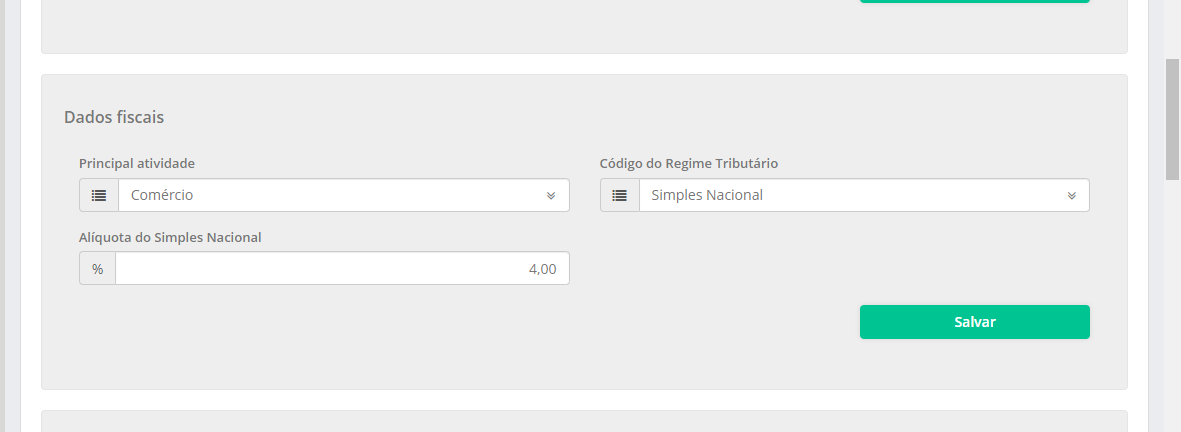 Dados fiscais
Principal atividade
Código do Regime Tributário
Comércio
Simples Nacional
Alíquota do Simples Nacional
% 4,00
Salvar